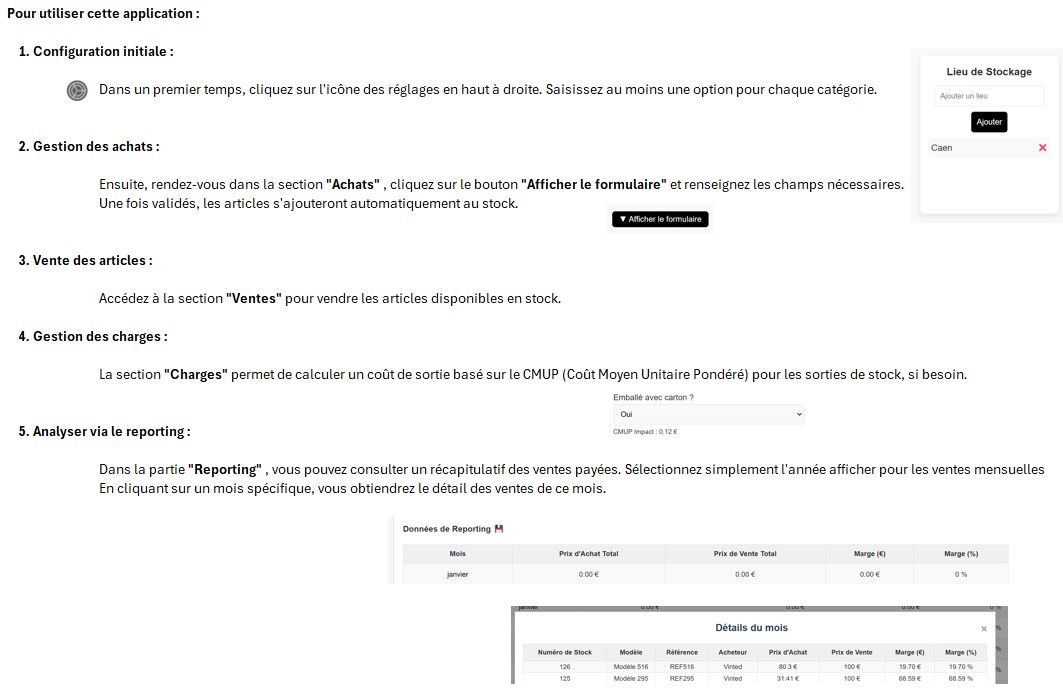 Pour utiliser cette application :
1. Configuration initiale :
Dans un premier temps, cliquez sur l'icône des réglages en haut à droite. Saisissez au moins une option pour chaque catégorie.
Lieu de Stockage
Ajouter un lieu
Ajouter
Caen ×
2. Gestion des achats :
Ensuite, rendez-vous dans la section "Achats" , cliquez sur le bouton "Afficher le formulaire" et renseignez les champs nécessaires.
Une fois validés, les articles s'ajouteront automatiquement au stock.
▼ Afficher le formulaire
3. Vente des articles :
Accédez à la section "Ventes" pour vendre les articles disponibles en stock.
4. Gestion des charges :
La section "Charges" permet de calculer un coût de sortie basé sur le CMUP (Coût Moyen Unitaire Pondéré) pour les sorties de stock, si besoin.
Emballé avec carton ?
Oui
CMUP Impact : 0.12 €
5. Analyser via le reporting :
Dans la partie "Reporting" , vous pouvez consulter un récapitulatif des ventes payées. Sélectionnez simplement l'année afficher pour les ventes mensuelles
En cliquant sur un mois spécifique, vous obtiendrez le détail des ventes de ce mois.
Données de Reporting
Mois Prix d'Achat Total Prix de Vente Total Marge (€) Marge (%)
janvier 0.00 € 0.00 € 0.00 € 0 %
janvier 0.00 € 0.00 € 0.00 € 0 %
Détails du mois ×
Numéro de Stock Modèle Référence Acheteur Prix d'Achat Prix de Vente Marge (€) Marge (%)
126 Modèle 516 REF516 Vinted 80.3 € 100 € 19.70 € 19.70 %
125 Modèle 295 REF295 Vinted 31.41 € 100 € 68.59 € 68.59 %